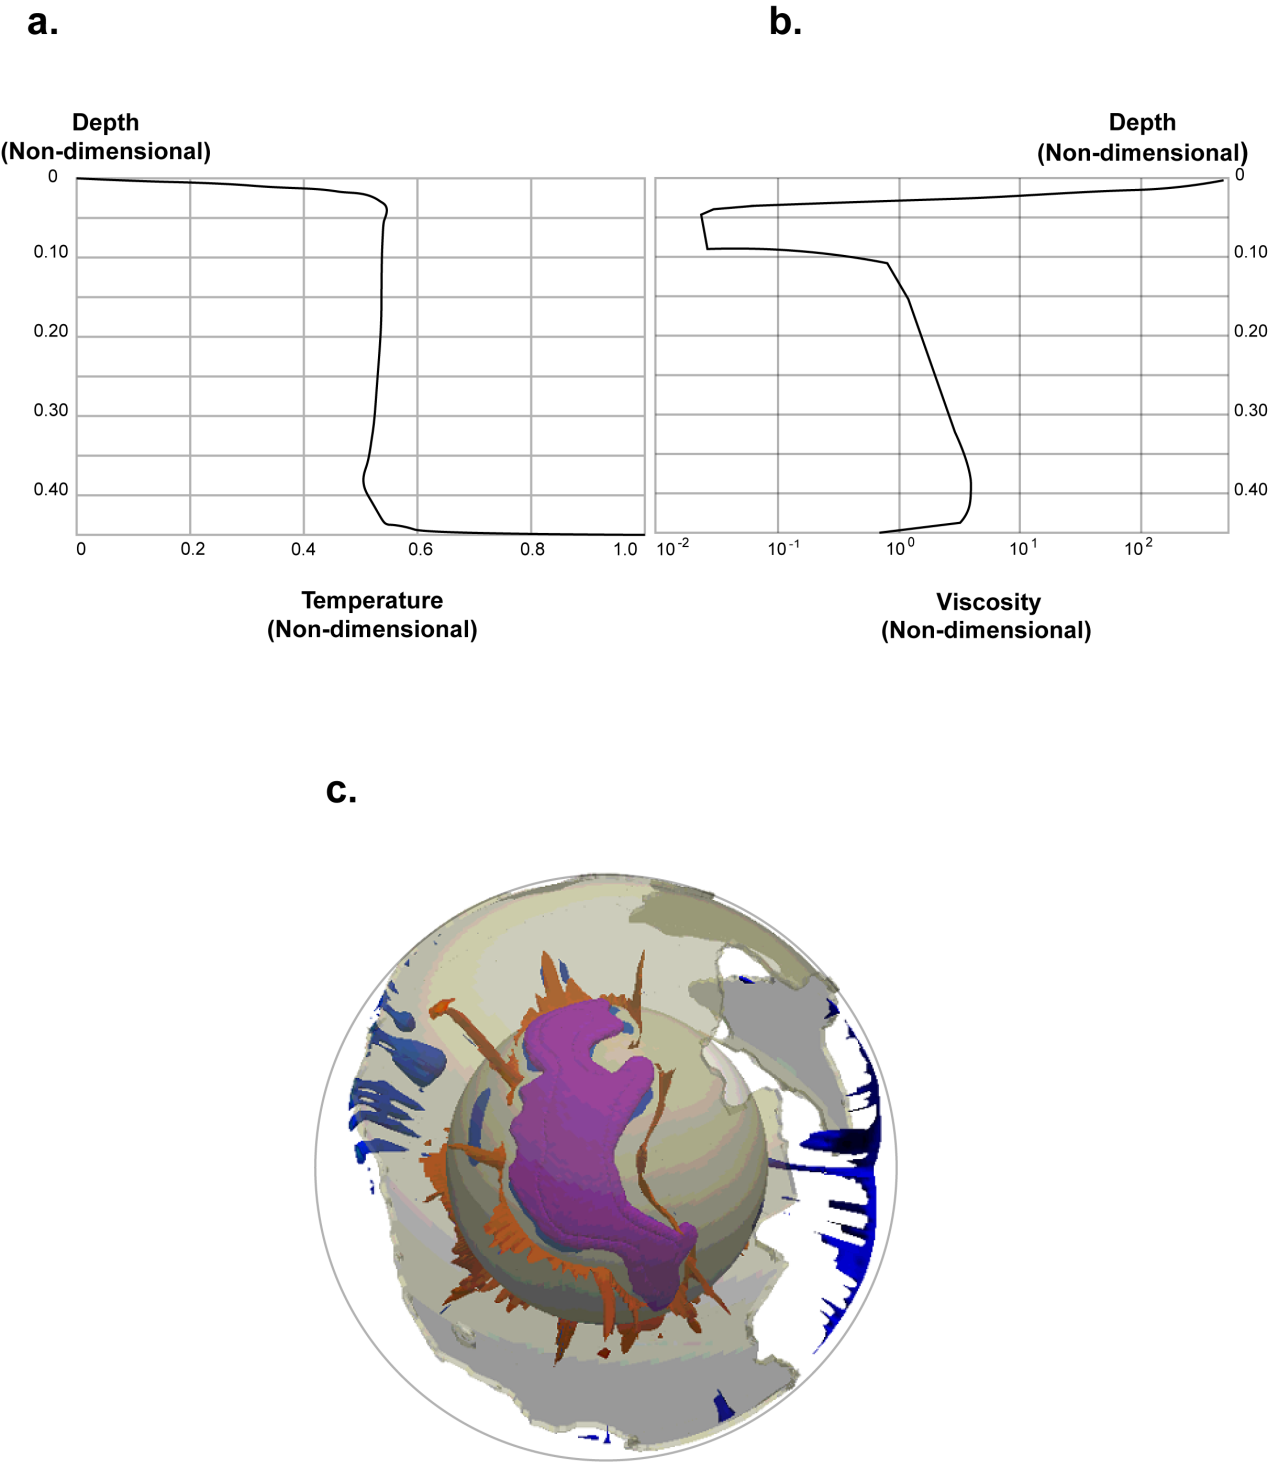 a.
b.
Depth
(Non-dimensional)
Depth
(Non-dimensional)
0
0.10
0.20
0.30
0.40
0 0.2 0.4 0.6 0.8 1.0
Temperature
(Non-dimensional)
0
0.10
0.20
0.30
0.40
10-2 10-1 100 101 102
Viscosity
(Non-dimensional)
c.